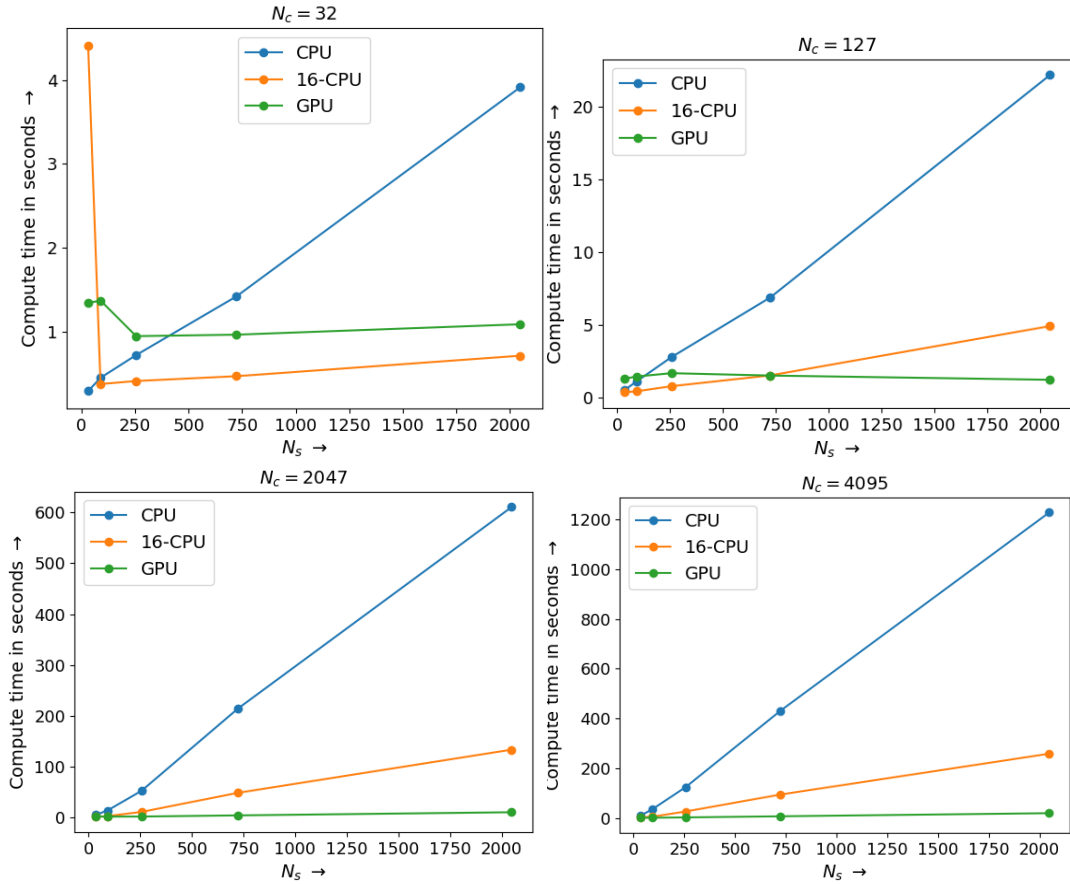 N_c = 32
CPU
16-CPU
GPU
Compute time in seconds →
4
3
2
1
0 250 500 750 1000 1250 1500 1750 2000
N_s →
N_c = 127
CPU
16-CPU
GPU
Compute time in seconds →
20
15
10
5
0
0 250 500 750 1000 1250 1500 1750 2000
N_s →
N_c = 2047
CPU
16-CPU
GPU
Compute time in seconds →
600
500
400
300
200
100
0
0 250 500 750 1000 1250 1500 1750 2000
N_s →
N_c = 4095
CPU
16-CPU
GPU
Compute time in seconds →
1200
1000
800
600
400
200
0
0 250 500 750 1000 1250 1500 1750 2000
N_s →